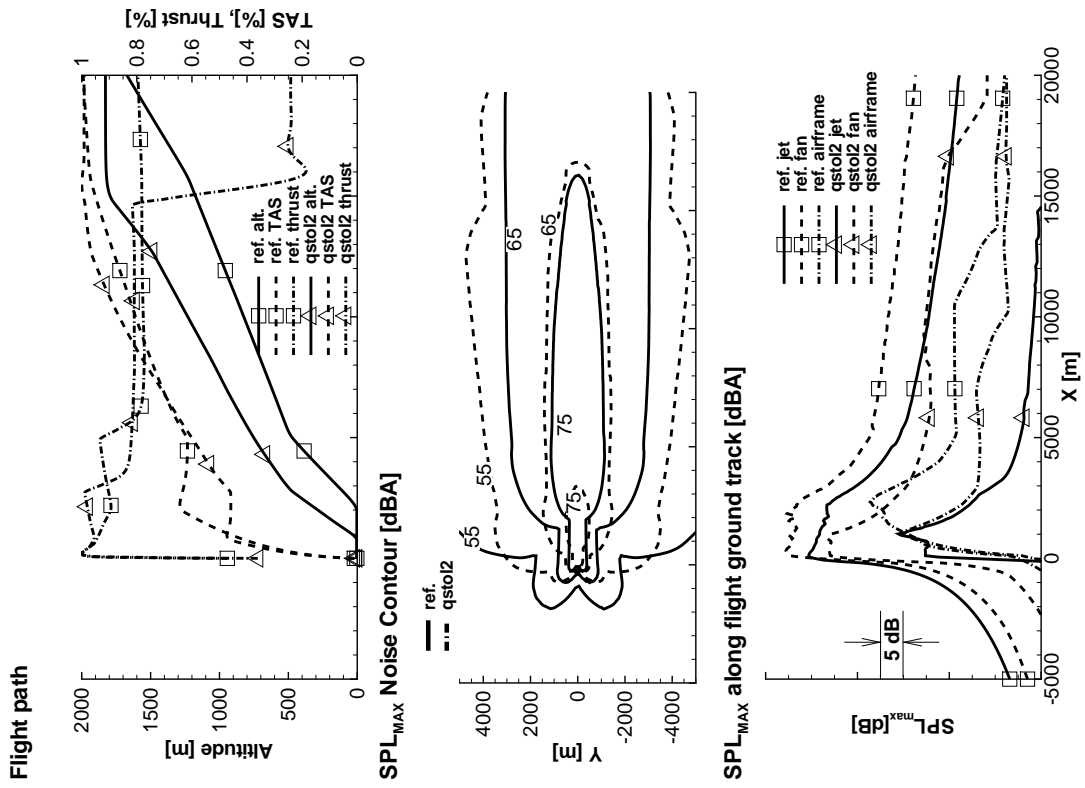 Flight path
Altitude [m]
2000
1500
1000
500
0
TAS [%], Thrust [%]
1
0.8
0.6
0.4
0.2
0
ref. alt.
ref. TAS
ref. thrust
qstol2 alt.
qstol2 TAS
qstol2 thrust
SPLMAX Noise Contour [dBA]
ref.
qstol2
Y [m]
4000
2000
0
-2000
-4000
55
55
65
65
75
75
SPLMAX along flight ground track [dBA]
SPLmax[dB]
5 dB
ref. jet
ref. fan
ref. airframe
qstol2 jet
qstol2 fan
qstol2 airframe
-5000
0
5000
10000
15000
20000
X [m]